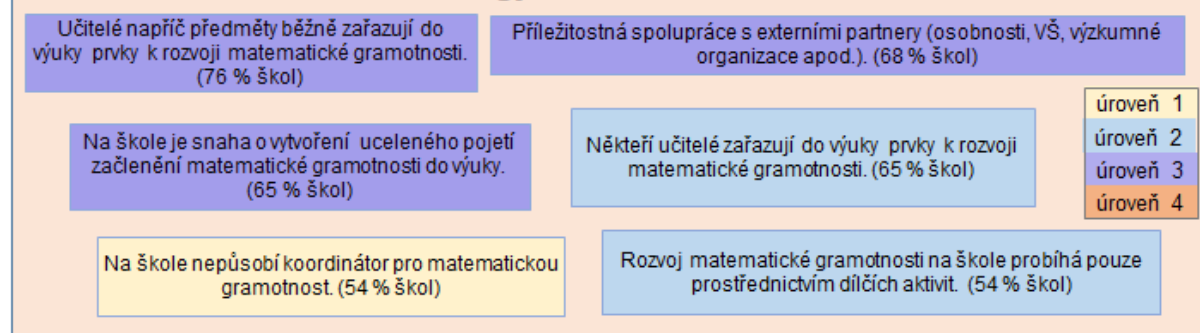 Učitelé napříč předměty běžně zařazují do
výuky prvky k rozvoji matematické gramotnosti.
(76 % škol)
Příležitostná spolupráce s externími partnery (osobnosti, VŠ, výzkumné
organizace apod.). (68 % škol)
úroveň 1
úroveň 2
úroveň 3
úroveň 4
Na škole je snaha o vytvoření uceleného pojetí
začlenění matematické gramotnosti do výuky.
(65 % škol)
Někteří učitelé zařazují do výuky prvky k rozvoji
matematické gramotnosti. (65 % škol)
Na škole nepůsobí koordinátor pro matematickou
gramotnost. (54 % škol)
Rozvoj matematické gramotnosti na škole probíhá pouze
prostřednictvím dílčích aktivit. (54 % škol)